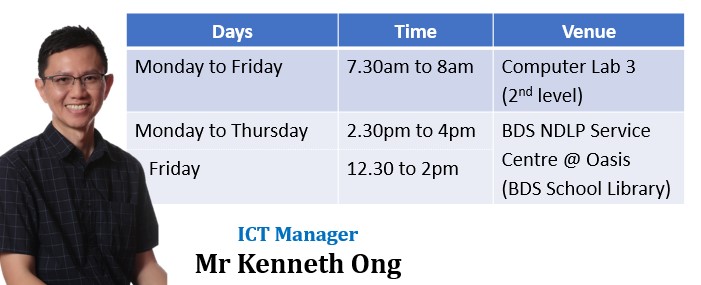 Days Time Venue
Monday to Friday 7.30am to 8am Computer Lab 3
(2nd level)
Monday to Thursday 2.30pm to 4pm BDS NDLP Service
Centre @ Oasis
Friday 12.30 to 2pm
(BDS School Library)
ICT Manager
Mr Kenneth Ong